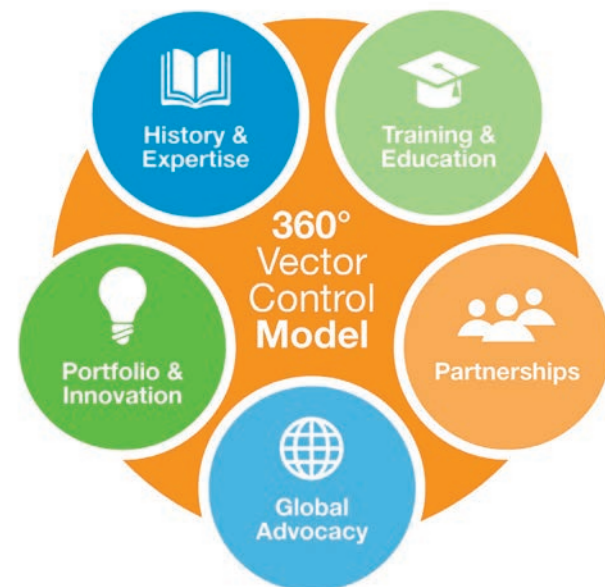 History &
Expertise
Training &
Education
360°
Vector
Control
Model
Portfolio &
Innovation
Partnerships
Global
Advocacy